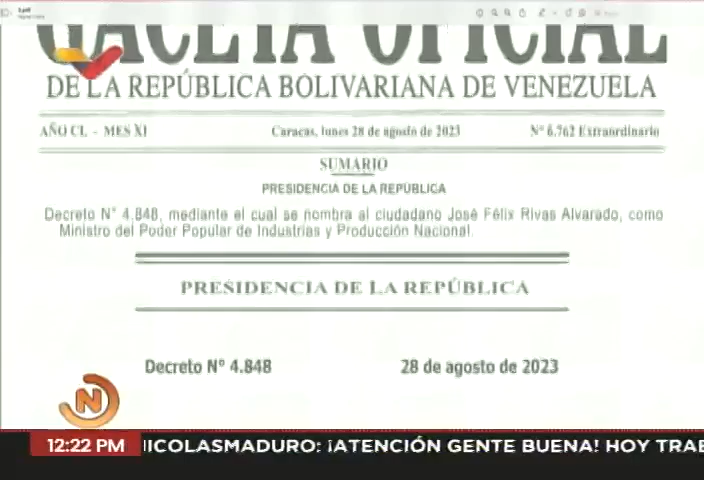 GACETA OFICIAL
DE LA REPÚBLICA BOLIVARIANA DE VENEZUELA
AÑO CL - MES XI Caracas, lunes 28 de agosto de 2023 N° 6.762 Extraordinario
SUMARIO
PRESIDENCIA DE LA REPÚBLICA
Decreto N° 4.848, mediante el cual se nombra al ciudadano José Félix Rivas Alvarado, como
Ministro del Poder Popular de Industrias y Producción Nacional.
PRESIDENCIA DE LA REPÚBLICA
Decreto Nº 4.848 28 de agosto de 2023
N
12:22 PM NICOLASMADURO: ¡ATENCIÓN GENTE BUENA! HOY TRAB